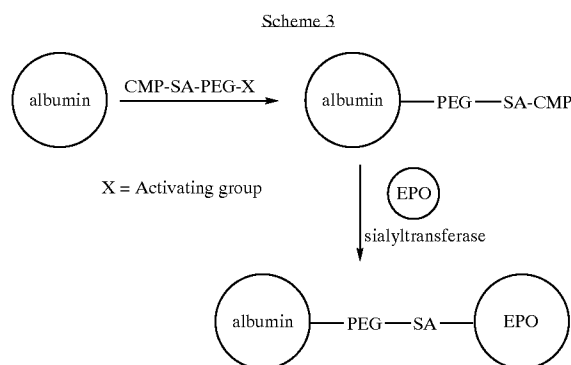 Scheme 3
albumin
CMP-SA-PEG-X
albumin
PEG
SA-CMP
X = Activating group
EPO
sialyltransferase
albumin
PEG
SA
EPO